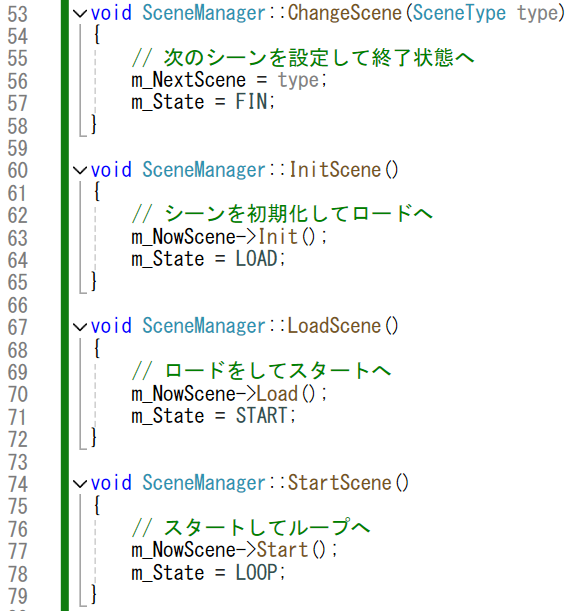 53 void SceneManager::ChangeScene(SceneType type)
54 {
55 // 次のシーンを設定して終了状態へ
56 m_NextScene = type;
57 m_State = FIN;
58 }
59
60 void SceneManager::InitScene()
61 {
62 // シーンを初期化してロードへ
63 m_NowScene->Init();
64 m_State = LOAD;
65 }
66
67 void SceneManager::LoadScene()
68 {
69 // ロードをしてスタートへ
70 m_NowScene->Load();
71 m_State = START;
72 }
73
74 void SceneManager::StartScene()
75 {
76 // スタートしてループへ
77 m_NowScene->Start();
78 m_State = LOOP;
79 }